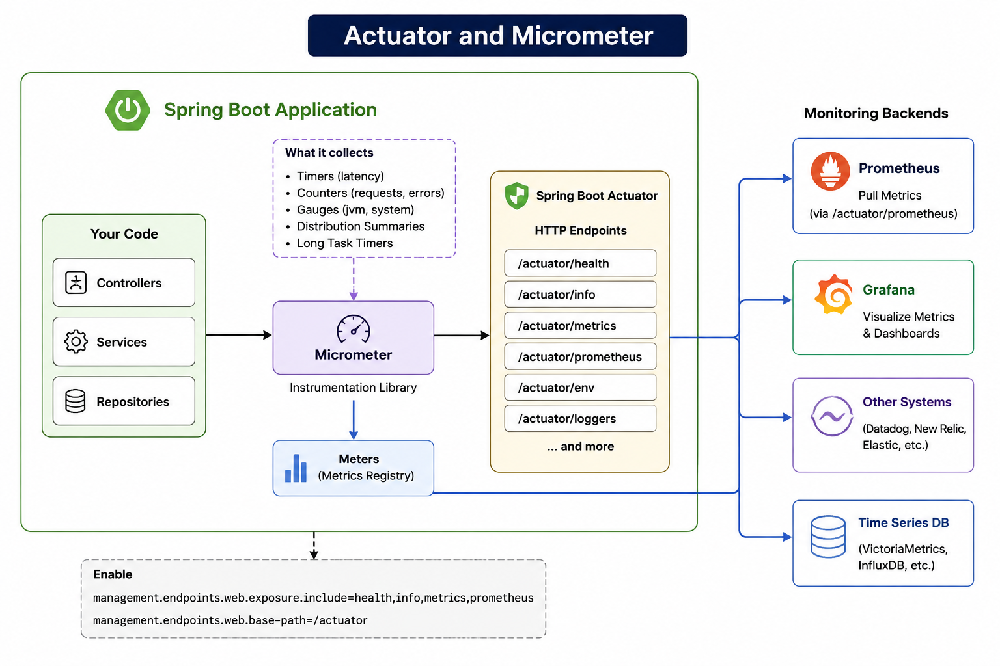 Actuator and Micrometer
Spring Boot Application
What it collects
• Timers (latency)
• Counters (requests, errors)
• Gauges (jvm, system)
• Distribution Summaries
• Long Task Timers
Your Code
Controllers
Services
Repositories
Micrometer
Instrumentation Library
Meters
(Metrics Registry)
Spring Boot Actuator
HTTP Endpoints
/actuator/health
/actuator/info
/actuator/metrics
/actuator/prometheus
/actuator/env
/actuator/loggers
... and more
Monitoring Backends
Prometheus
Pull Metrics
(via /actuator/prometheus)
Grafana
Visualize Metrics
& Dashboards
Other Systems
(Datadog, New Relic,
Elastic, etc.)
Time Series DB
(VictoriaMetrics,
InfluxDB, etc.)
Enable
management.endpoints.web.exposure.include=health,info,metrics,prometheus
management.endpoints.web.base-path=/actuator